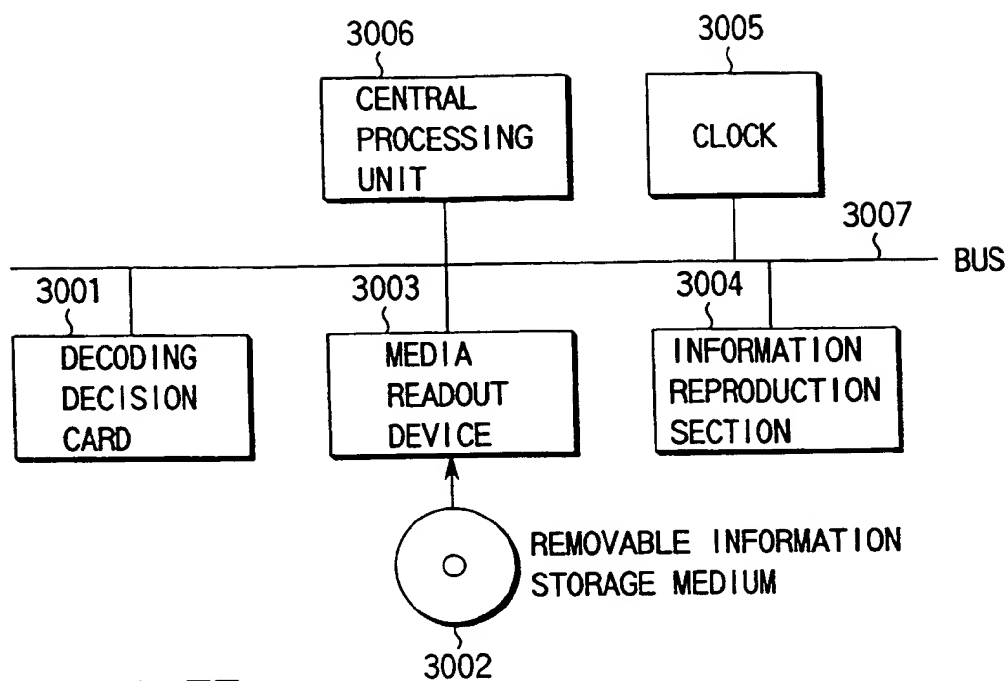 3006
3005
CENTRAL
PROCESSING
UNIT
CLOCK
3007
BUS
3001
3003
3004
DECODING
DECISION
CARD
MEDIA
READOUT
DEVICE
INFORMATION
REPRODUCTION
SECTION
REMOVABLE INFORMATION
STORAGE MEDIUM
3002